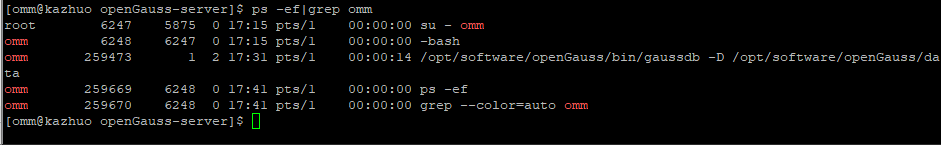 [omm@kazhuo openGauss-server]$ ps -ef|grep omm
root        6247    5875  0 17:15 pts/1    00:00:00 su - omm
omm         6248    6247  0 17:15 pts/1    00:00:00 -bash
omm       259473       1  2 17:31 pts/1    00:00:14 /opt/software/openGauss/bin/gaussdb -D /opt/software/openGauss/da
ta
omm       259669    6248  0 17:41 pts/1    00:00:00 ps -ef
omm       259670    6248  0 17:41 pts/1    00:00:00 grep --color=auto omm
[omm@kazhuo openGauss-server]$